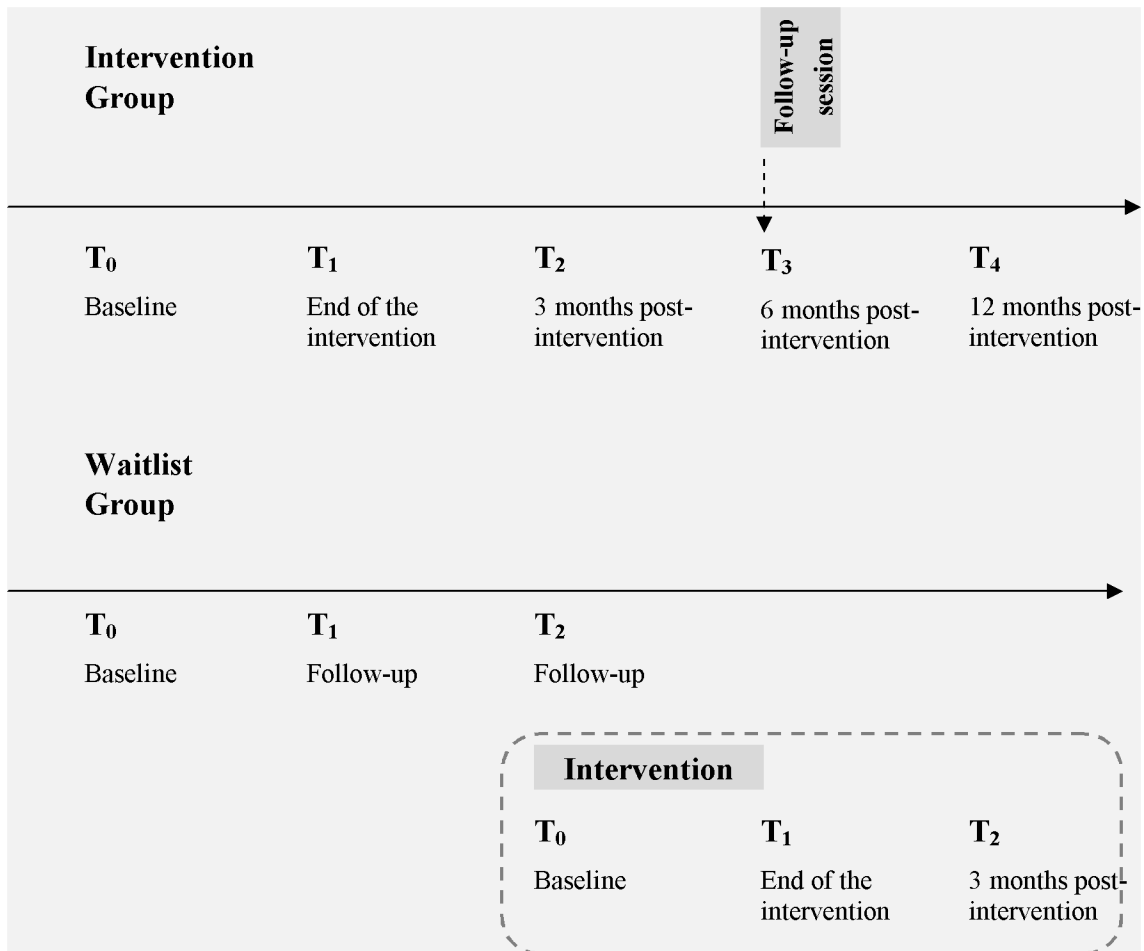 Intervention
Group
Follow-up
session
T₀
T₁
T₂
T₃
T₄
Baseline
End of the
intervention
3 months post-
intervention
6 months post-
intervention
12 months post-
intervention
Waitlist
Group
T₀
T₁
T₂
Baseline
Follow-up
Follow-up
Intervention
T₀
T₁
T₂
Baseline
End of the
intervention
3 months post-
intervention